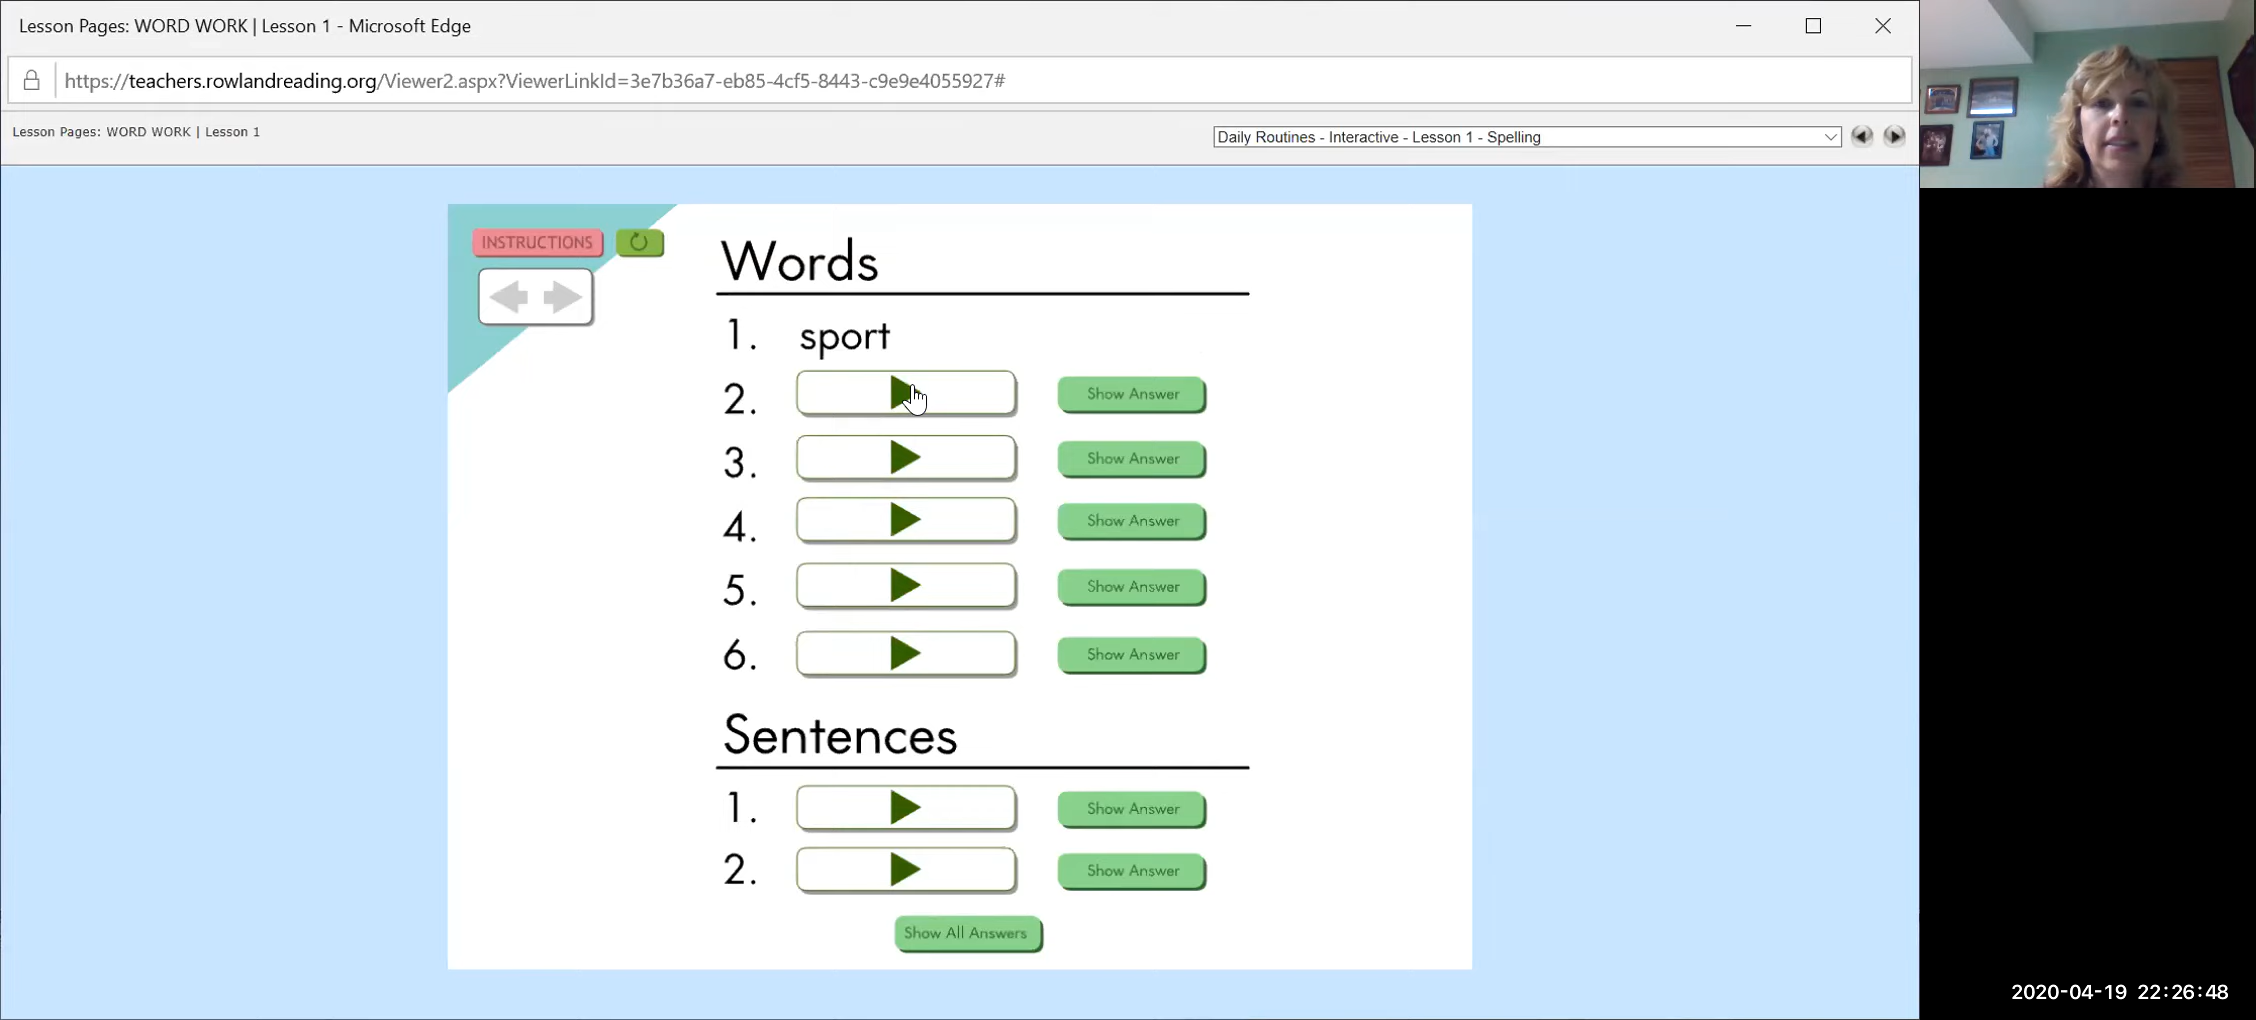 Lesson Pages: WORD WORK | Lesson 1 - Microsoft Edge
https://teachers.rowlandreading.org/Viewer2.aspx?ViewerLinkId=3e7b36a7-eb85-4cf5-8443-c9e9e4055927#
Lesson Pages: WORD WORK | Lesson 1
Daily Routines - Interactive - Lesson 1 - Spelling
INSTRUCTIONS
Words
1. sport
2. Show Answer
3. Show Answer
4. Show Answer
5. Show Answer
6. Show Answer
Sentences
1. Show Answer
2. Show Answer
Show All Answers
2020-04-19 22:26:48